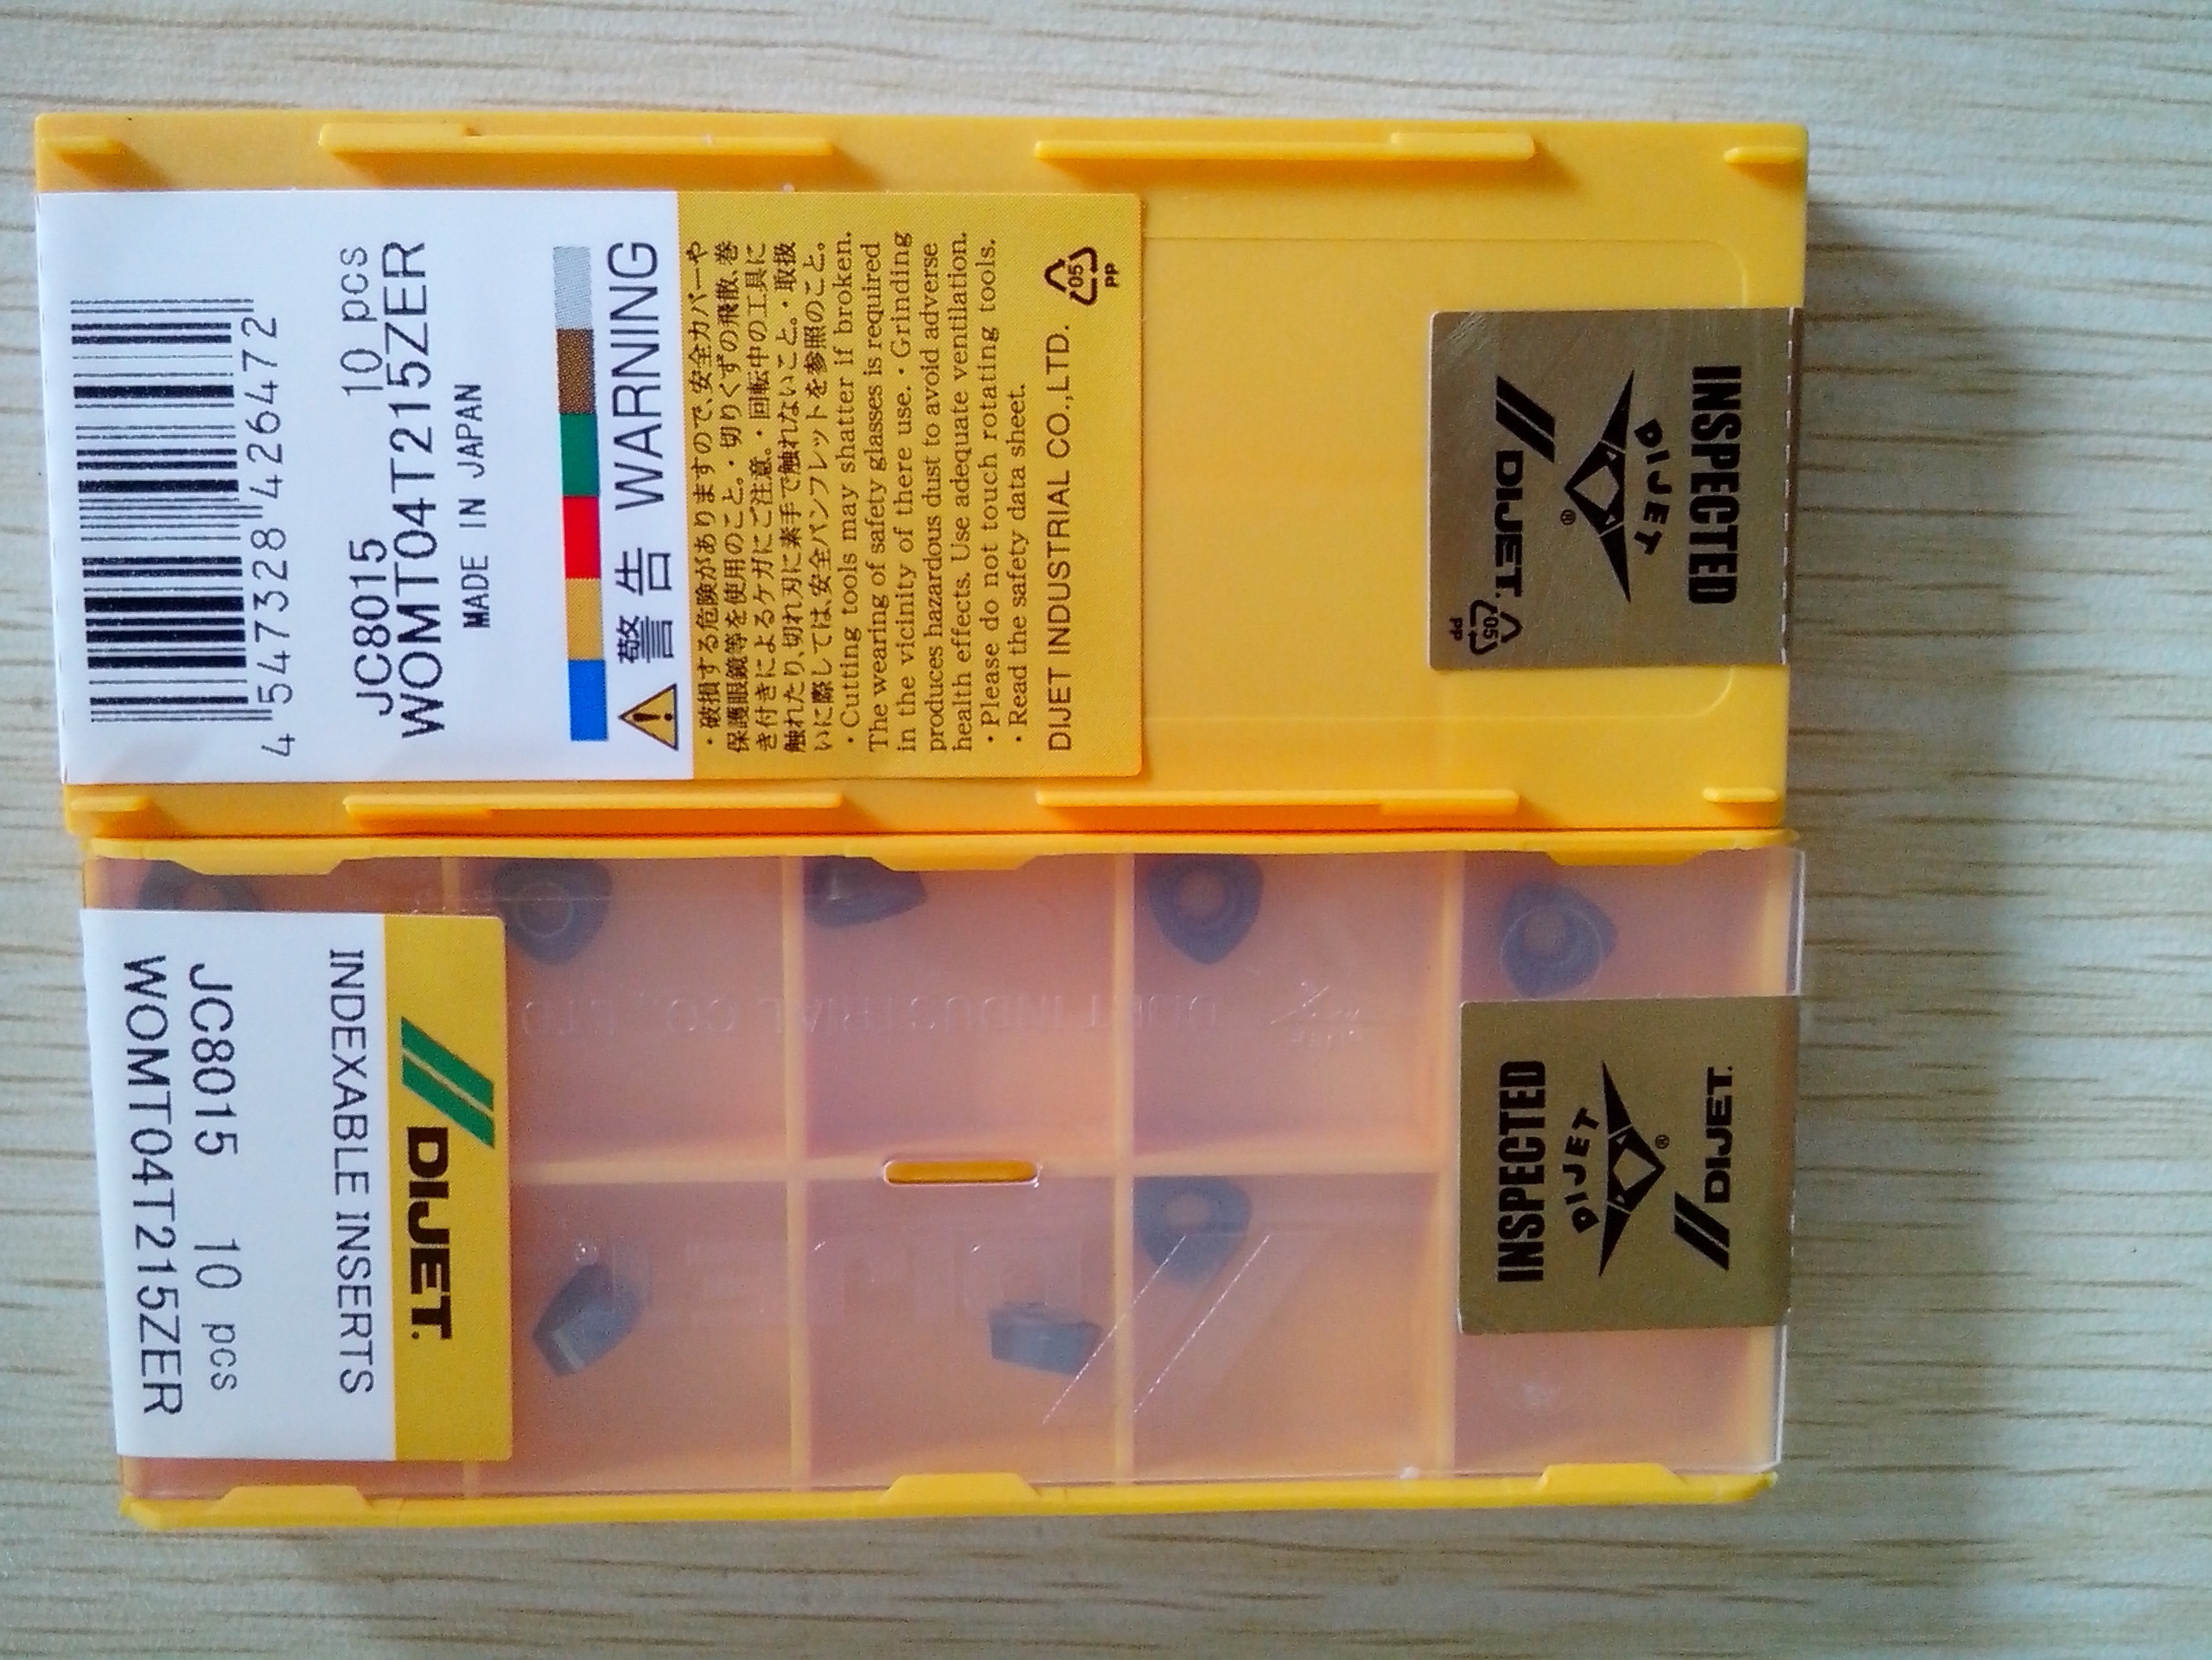 4 547328 426472
JC8015 10 pcs
WOMT04T215ZER
MADE IN JAPAN
警告 WARNING
・破損する危険がありますので、安全カバーや
保護眼鏡等を使用のこと。・切りくずの飛散、巻
き付きによるケガにご注意。・回転中の工具に
触れたり、切れ刃に素手で触れないこと。・取扱
いに際しては、安全パンフレットを参照のこと。
・Cutting tools may shatter if broken.
The wearing of safety glasses is required
in the vicinity of there use.・Grinding
produces hazardous dust to avoid adverse
health effects. Use adequate ventilation.
・Please do not touch rotating tools.
・Read the safety data sheet.
DIJET INDUSTRIAL CO.,LTD.
05
PP
05
PP
DIJET
DIJET
®
INSPECTED
DIJET.
INDEXABLE INSERTS
JC8015 10 pcs
WOMT04T215ZER
DIJET INDUSTRIAL CO., LTD.
DIJET
INSPECTED
DIJET
®
DIJET.